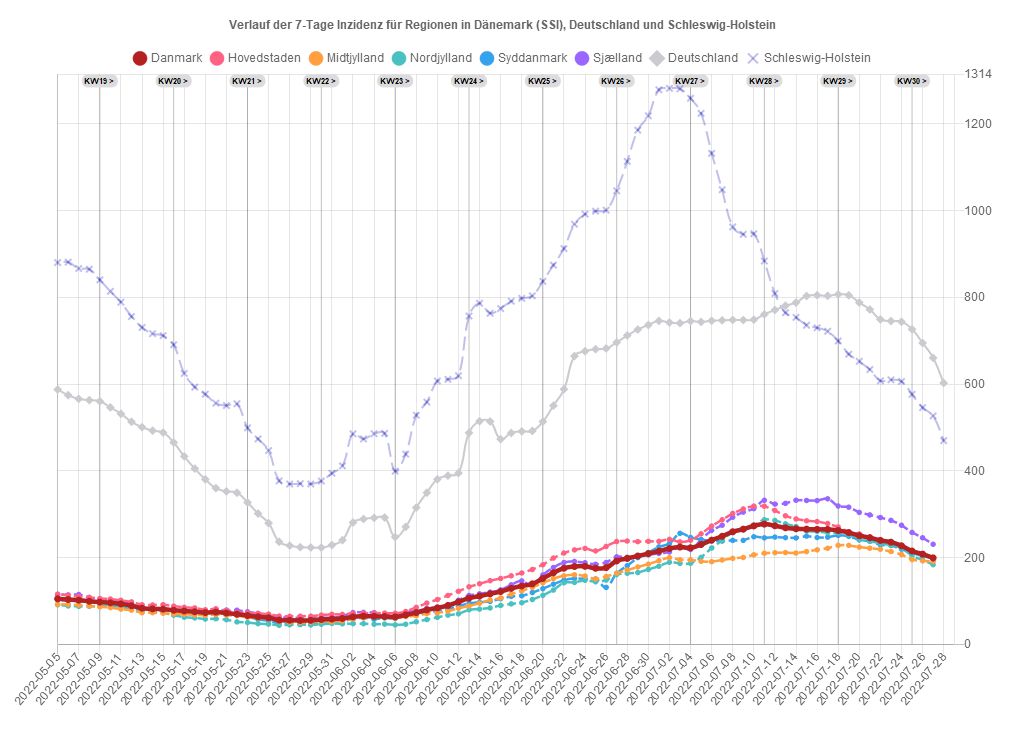 Verlauf der 7-Tage Inzidenz für Regionen in Dänemark (SSI), Deutschland und Schleswig-Holstein
Danmark Hovedstaden Midtjylland Nordjylland Syddanmark Sjælland Deutschland Schleswig-Holstein
KW19 > KW20 > KW21 > KW22 > KW23 > KW24 > KW25 > KW26 > KW27 > KW28 > KW29 > KW30 >
1314
1200
1000
800
600
400
200
0
2022-05-05 2022-05-07 2022-05-09 2022-05-11 2022-05-13 2022-05-15 2022-05-17 2022-05-19 2022-05-21 2022-05-23 2022-05-25 2022-05-27 2022-05-29 2022-05-31 2022-06-02 2022-06-04 2022-06-06 2022-06-08 2022-06-10 2022-06-12 2022-06-14 2022-06-16 2022-06-18 2022-06-20 2022-06-22 2022-06-24 2022-06-26 2022-06-28 2022-06-30 2022-07-02 2022-07-04 2022-07-06 2022-07-08 2022-07-10 2022-07-12 2022-07-14 2022-07-16 2022-07-18 2022-07-20 2022-07-22 2022-07-24 2022-07-26 2022-07-28